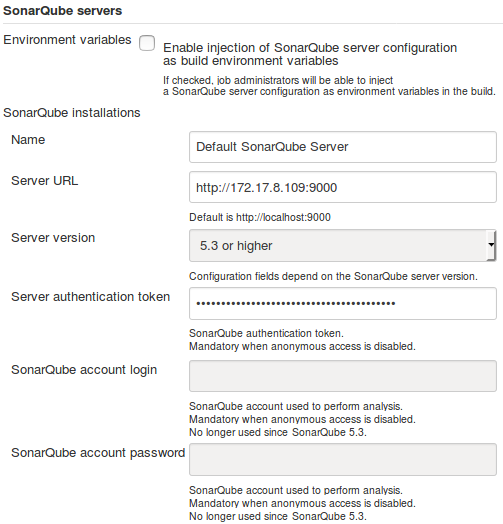 SonarQube servers
Environment variables
Enable injection of SonarQube server configuration
as build environment variables
If checked, job administrators will be able to inject
a SonarQube server configuration as environment variables in the build.
SonarQube installations
Name
Default SonarQube Server
Server URL
http://172.17.8.109:9000
Default is http://localhost:9000
Server version
5.3 or higher
Configuration fields depend on the SonarQube server version.
Server authentication token
••••••••••••••••••••••••••••••••••••••••
SonarQube authentication token.
Mandatory when anonymous access is disabled.
SonarQube account login
SonarQube account used to perform analysis.
Mandatory when anonymous access is disabled.
No longer used since SonarQube 5.3.
SonarQube account password
SonarQube account used to perform analysis.
Mandatory when anonymous access is disabled.
No longer used since SonarQube 5.3.